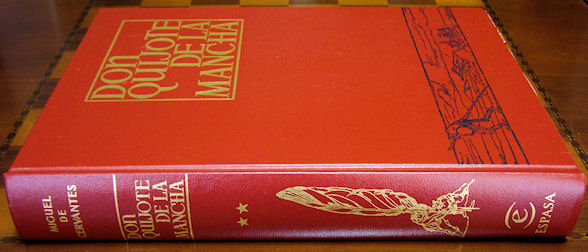 DON
QUIJOTE
DE LA
MANCHA
MIGUEL
DE
CERVANTES
DON
QUIJOTE
DE LA
MANCHA
e
ESPASA